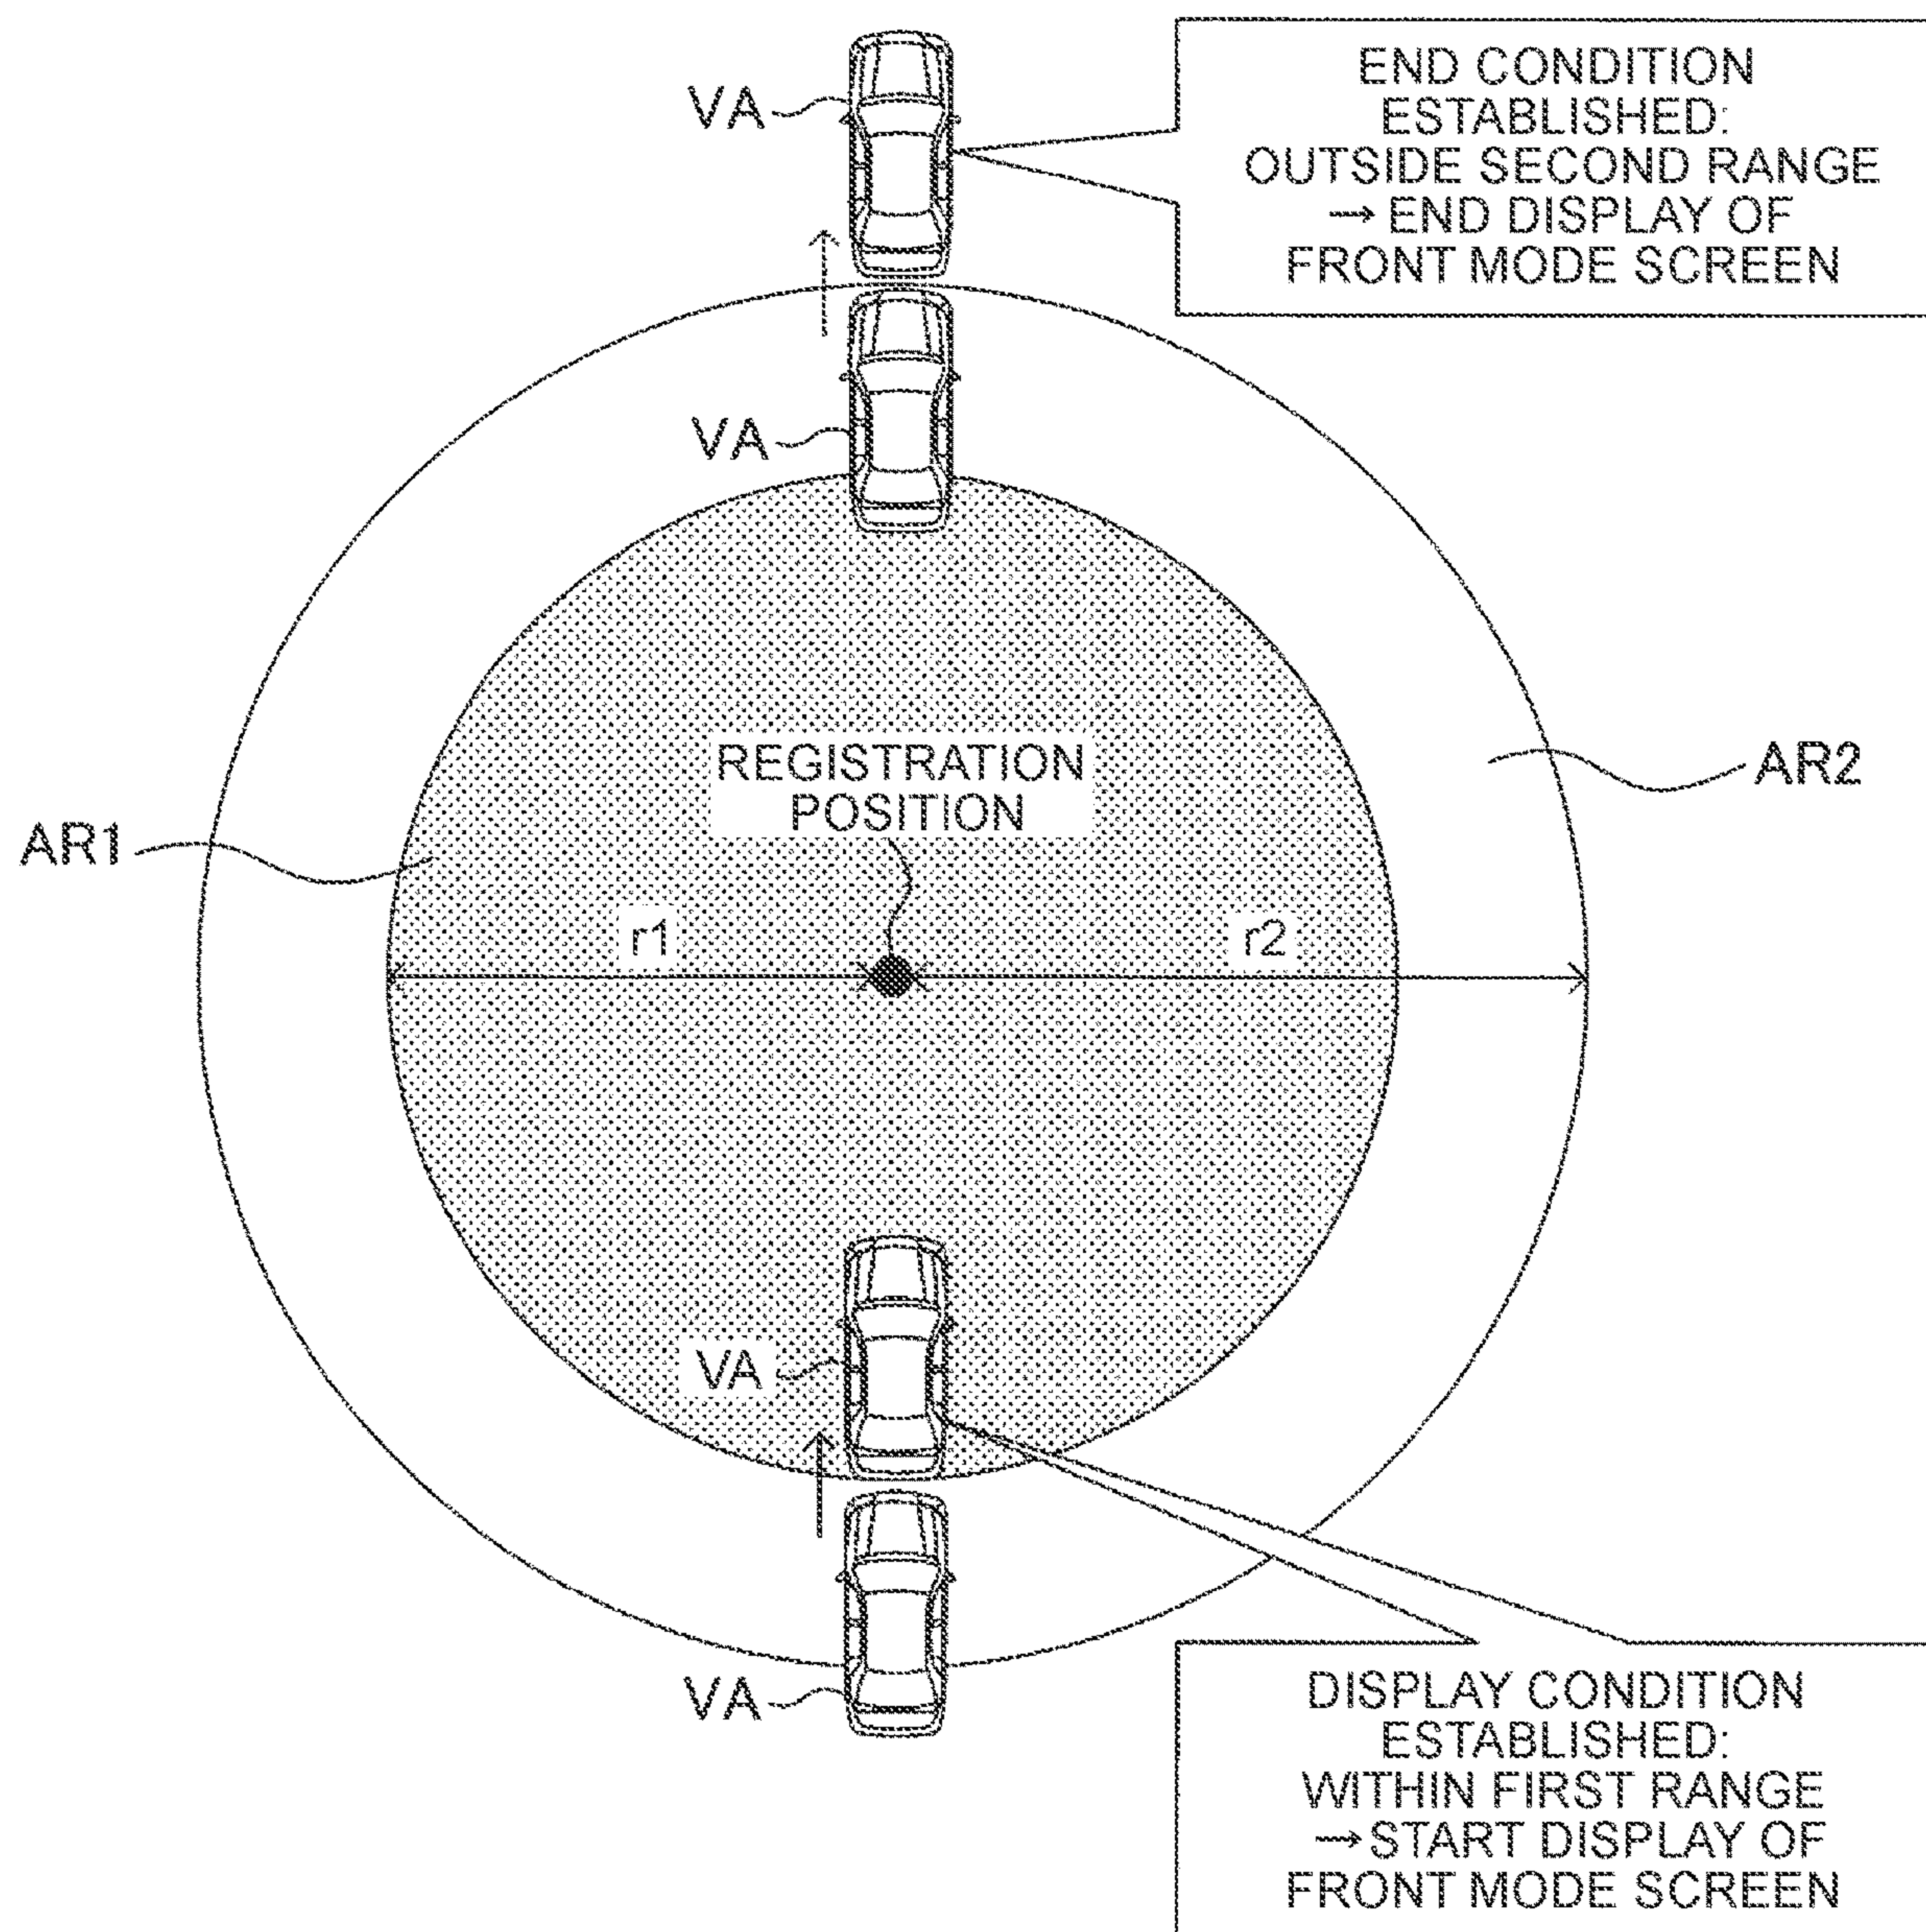 VA
END CONDITION
ESTABLISHED:
OUTSIDE SECOND RANGE
→ END DISPLAY OF
FRONT MODE SCREEN
VA
REGISTRATION
POSITION
AR2
AR1
r1
r2
VA
VA
DISPLAY CONDITION
ESTABLISHED:
WITHIN FIRST RANGE
→ START DISPLAY OF
FRONT MODE SCREEN